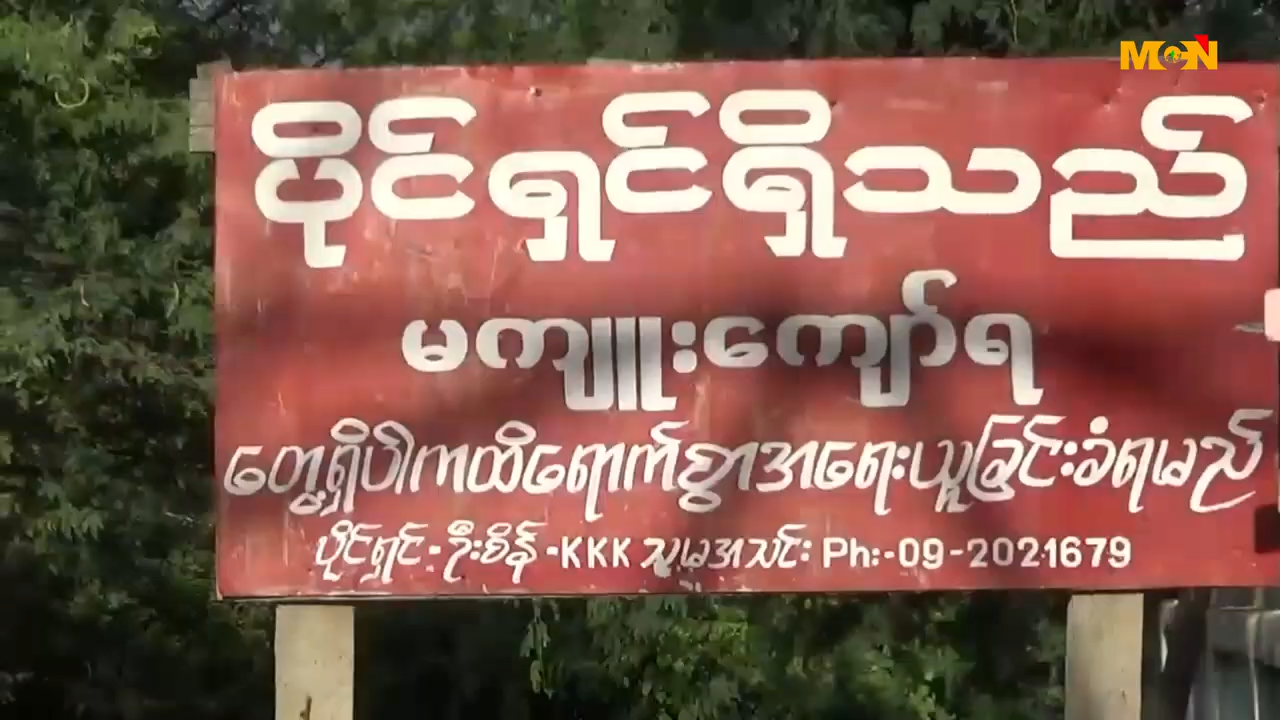 MCN
ပိုင်ရှင်ရှိသည်
မကျူးကျော်ရ
တွေ့ရှိပါကထိရောက်စွာအရေးယူခြင်းခံရမည်
ပိုင်ရှင်-ဦးစိန်-KKK သူမှုအသင်း Ph:-09-2021679